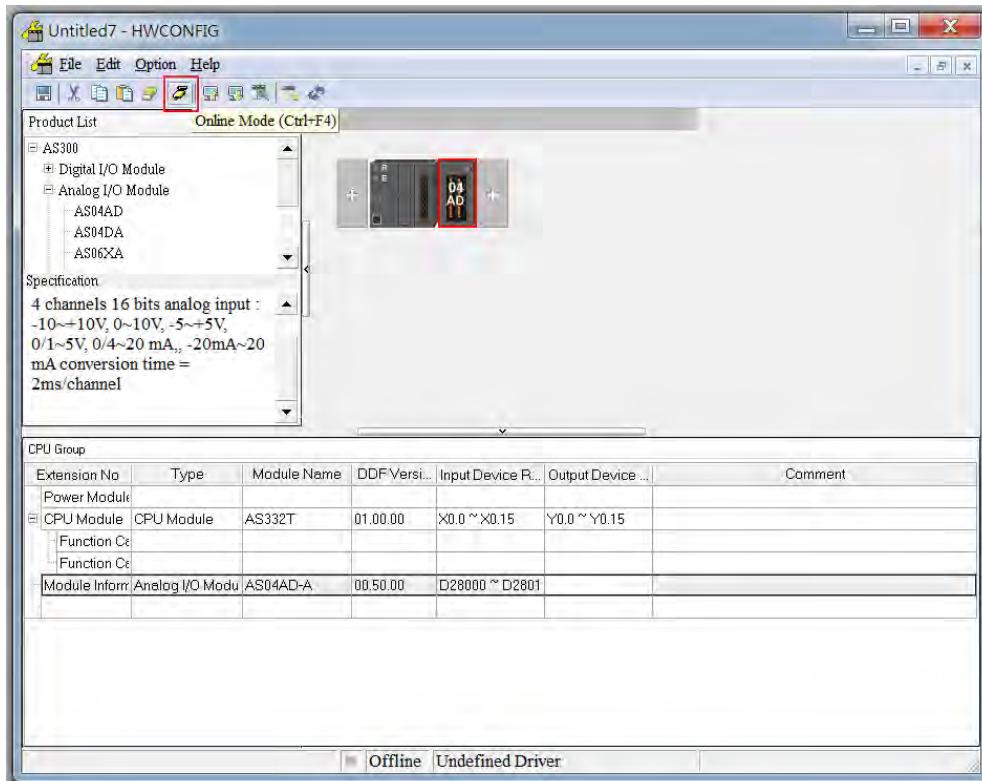 Untitled7 - HWCONFIG
File Edit Option Help
Product List
Online Mode (Ctrl+F4)
AS300
Digital I/O Module
Analog I/O Module
AS04AD
AS04DA
AS06XA
04
AD
Specification
4 channels 16 bits analog input :
-10~+10V, 0~10V, -5~+5V,
0/1~5V, 0/4~20 mA,, -20mA~20
mA conversion time =
2ms/channel
CPU Group
Extension No Type Module Name DDF Versi... Input Device R... Output Device ... Comment
Power Module
CPU Module CPU Module AS332T 01.00.00 X0.0 ~ X0.15 Y0.0 ~ Y0.15
Function Ca
Function Ca
Module Inform Analog I/O Modu AS04AD-A 00.50.00 D28000 ~ D2801
Offline Undefined Driver